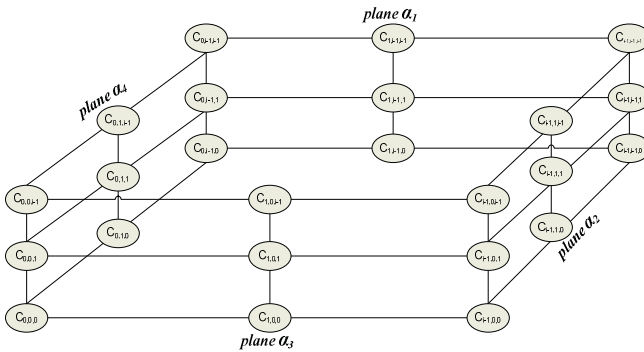 plane α₁
C₀,ᵢ₋₁,ᵢ₋₁ C₁,ᵢ₋₁,ᵢ₋₁ Cᵢ₋₁,ᵢ₋₁,ᵢ₋₁
plane α₄
C₀,ᵢ₋₁,₁ C₁,ᵢ₋₁,₁ Cᵢ₋₁,ᵢ₋₁,₁
C₀,₁,ᵢ₋₁ Cᵢ₋₁,₁,ᵢ₋₁
C₀,ᵢ₋₁,₀ C₁,ᵢ₋₁,₀ Cᵢ₋₁,ᵢ₋₁,₀
C₀,₁,₁ Cᵢ₋₁,₁,₁
C₀,₀,ᵢ₋₁ C₁,₀,ᵢ₋₁ Cᵢ₋₁,₀,ᵢ₋₁
C₀,₁,₀ Cᵢ₋₁,₁,₀
plane α₂
C₀,₀,₁ C₁,₀,₁ Cᵢ₋₁,₀,₁
C₀,₀,₀ C₁,₀,₀ Cᵢ₋₁,₀,₀
plane α₃